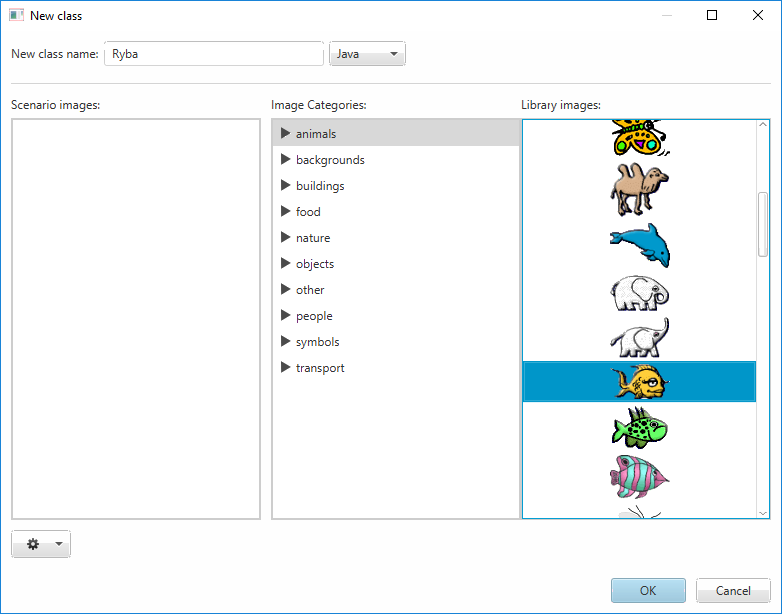 New class
New class name: Ryba Java
Scenario images: Image Categories: Library images:
animals
backgrounds
buildings
food
nature
objects
other
people
symbols
transport
OK Cancel